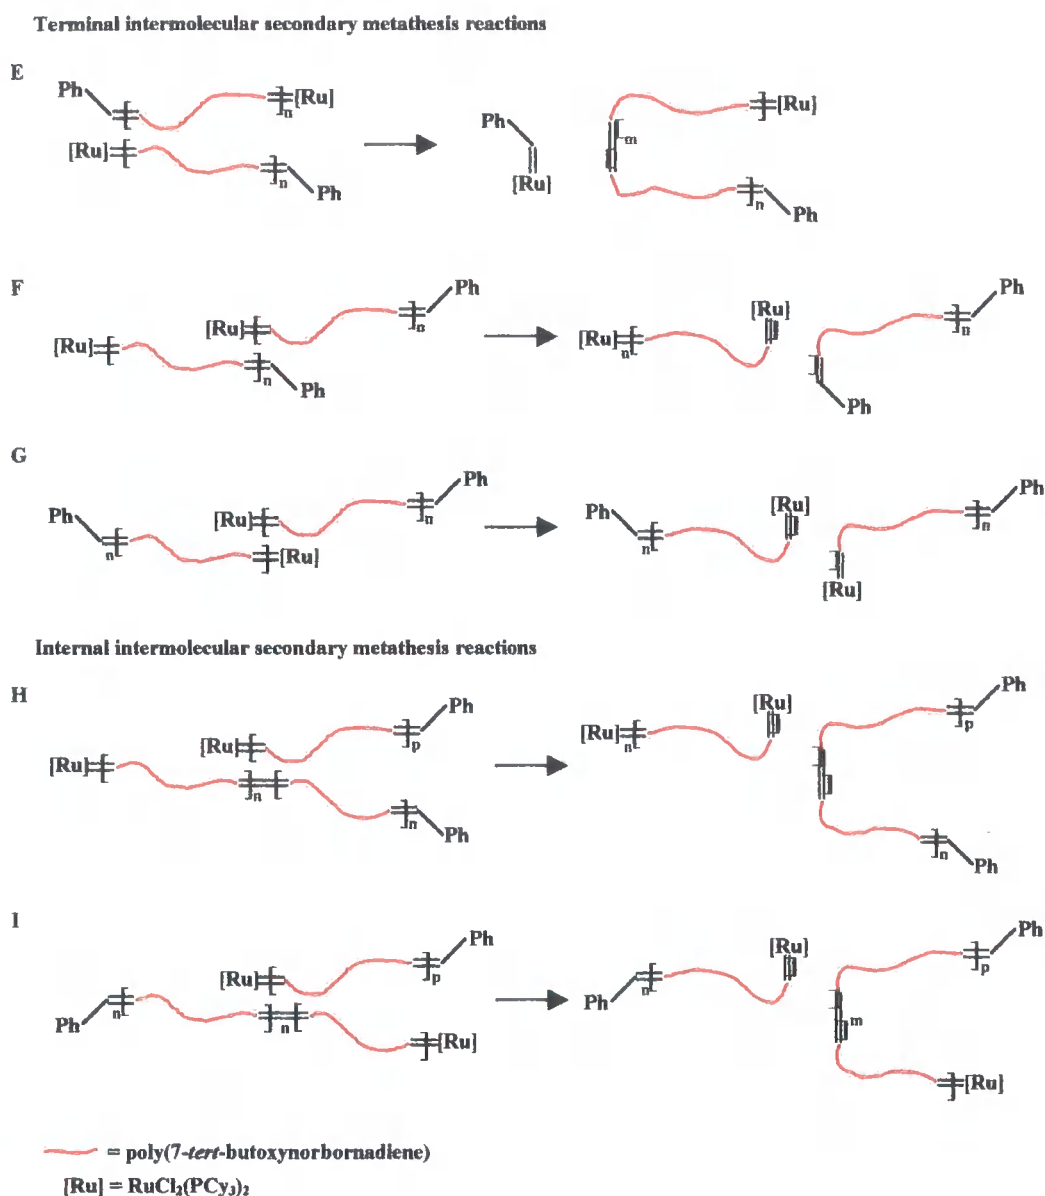 Terminal intermolecular secondary metathesis reactions
E
Ph [Ru] n
[Ru] n Ph
Ph [Ru]
m [Ru]
n Ph
F
[Ru] [Ru] n Ph
n Ph
[Ru] n [Ru]
n Ph
Ph
G
Ph n [Ru] n Ph
[Ru]
Ph n [Ru]
n Ph
[Ru]
Internal intermolecular secondary metathesis reactions
H
[Ru] [Ru] p Ph
n n Ph
[Ru] n [Ru]
p Ph
n Ph
I
Ph n [Ru] p Ph
n [Ru]
Ph n [Ru]
p Ph
m [Ru]
= poly(7-tert-butoxynorbornadiene)
[Ru] = RuCl₂(PCy₃)₂